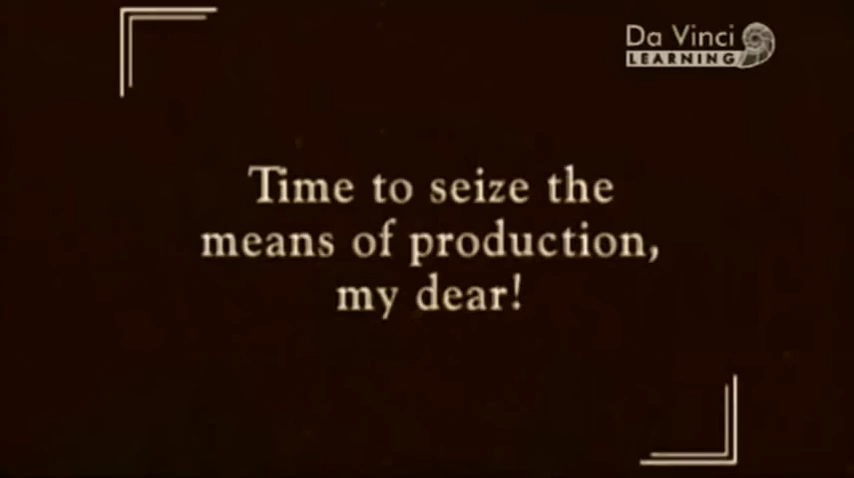 Da Vinci
LEARNING
Time to seize the
means of production,
my dear!